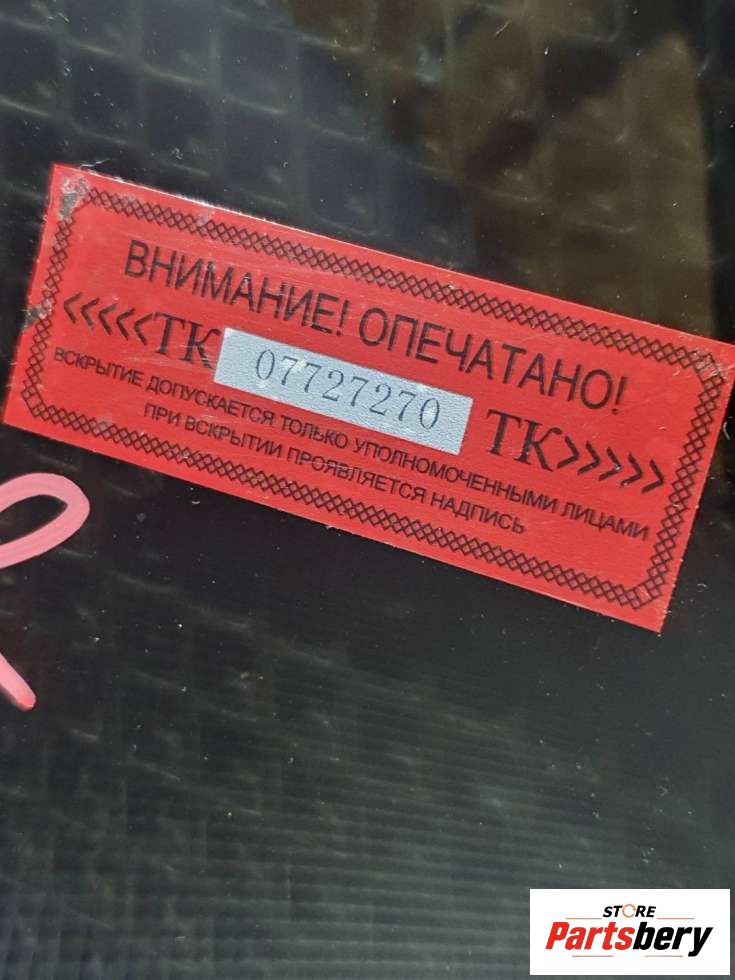 ВНИМАНИЕ! ОПЕЧАТАНО!
<<<<<ТК 07727270 ТК>>>>>
ВСКРЫТИЕ ДОПУСКАЕТСЯ ТОЛЬКО УПОЛНОМОЧЕННЫМИ ЛИЦАМИ
ПРИ ВСКРЫТИИ ПРОЯВЛЯЕТСЯ НАДПИСЬ
STORE
Partsbery